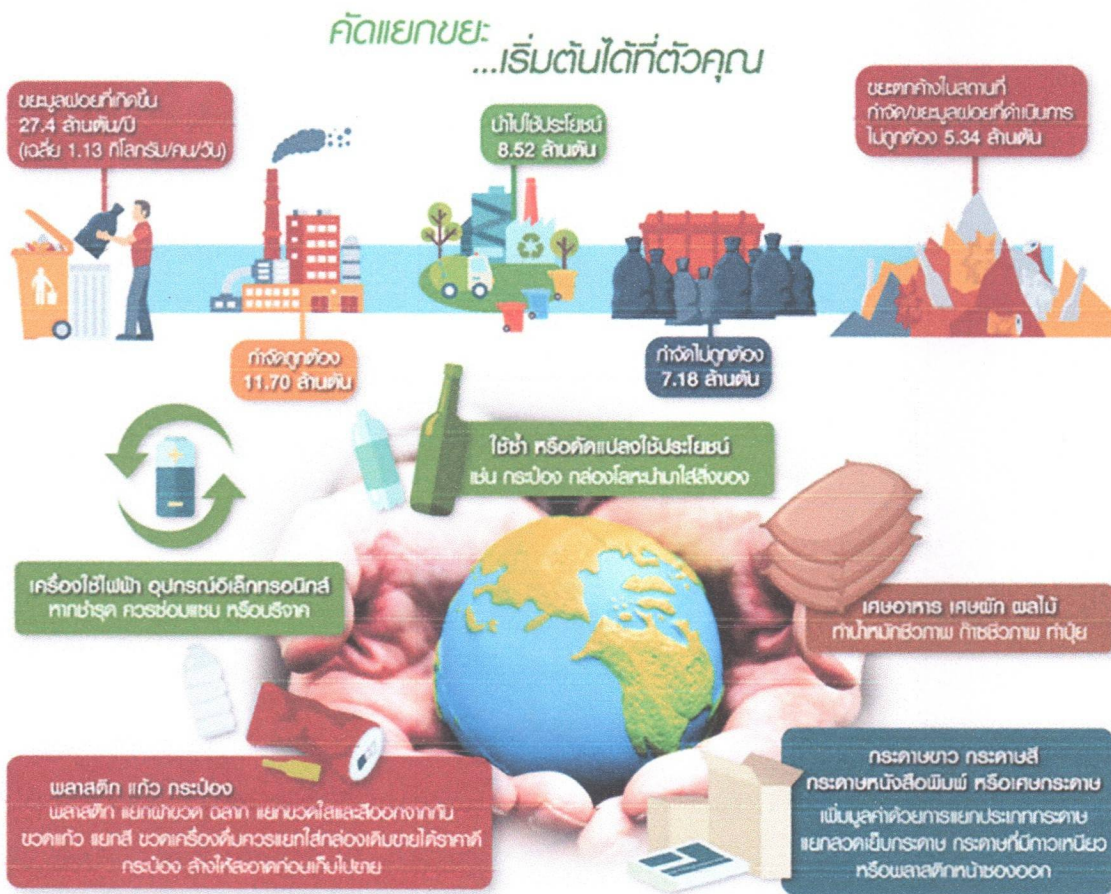 คัดแยกขยะ
...เริ่มต้นได้ที่ตัวคุณ
ขยะมูลฝอยที่เกิดขึ้น
27.4 ล้านตัน/ปี
(เฉลี่ย 1.13 กิโลกรัม/คน/วัน)
นำไปใช้ประโยชน์
8.52 ล้านตัน
ขยะตกค้างในสถานที่
กำจัด/ขยะมูลฝอยที่ดำเนินการ
ไม่ถูกต้อง 5.34 ล้านตัน
กำจัดถูกต้อง
11.70 ล้านตัน
กำจัดไม่ถูกต้อง
7.18 ล้านตัน
ใช้ซ้ำ หรือดัดแปลงใช้ประโยชน์
เช่น กระป๋อง กล่องโลหะนำมาใส่สิ่งของ
เครื่องใช้ไฟฟ้า อุปกรณ์อิเล็กทรอนิกส์
หากชำรุด ควรซ่อมแซม หรือบริจาค
เศษอาหาร เศษผัก ผลไม้
ทำน้ำหมักชีวภาพ ก๊าซชีวภาพ ทำปุ๋ย
พลาสติก แก้ว กระป๋อง
พลาสติก แยกฝาขวด ฉลาก แยกขวดใสและสีออกจากกัน
ขวดแก้ว แยกสี ขวดเครื่องดื่มควรแยกใส่กล่องเดิมขายได้ราคาดี
กระป๋อง ล้างให้สะอาดก่อนเก็บไปขาย
กระดาษขาว กระดาษสี
กระดาษหนังสือพิมพ์ หรือเศษกระดาษ
เพิ่มมูลค่าด้วยการแยกประเภทกระดาษ
แยกลวดเย็บกระดาษ กระดาษที่มีกาวเหนียว
หรือพลาสติกหน้าซองออก